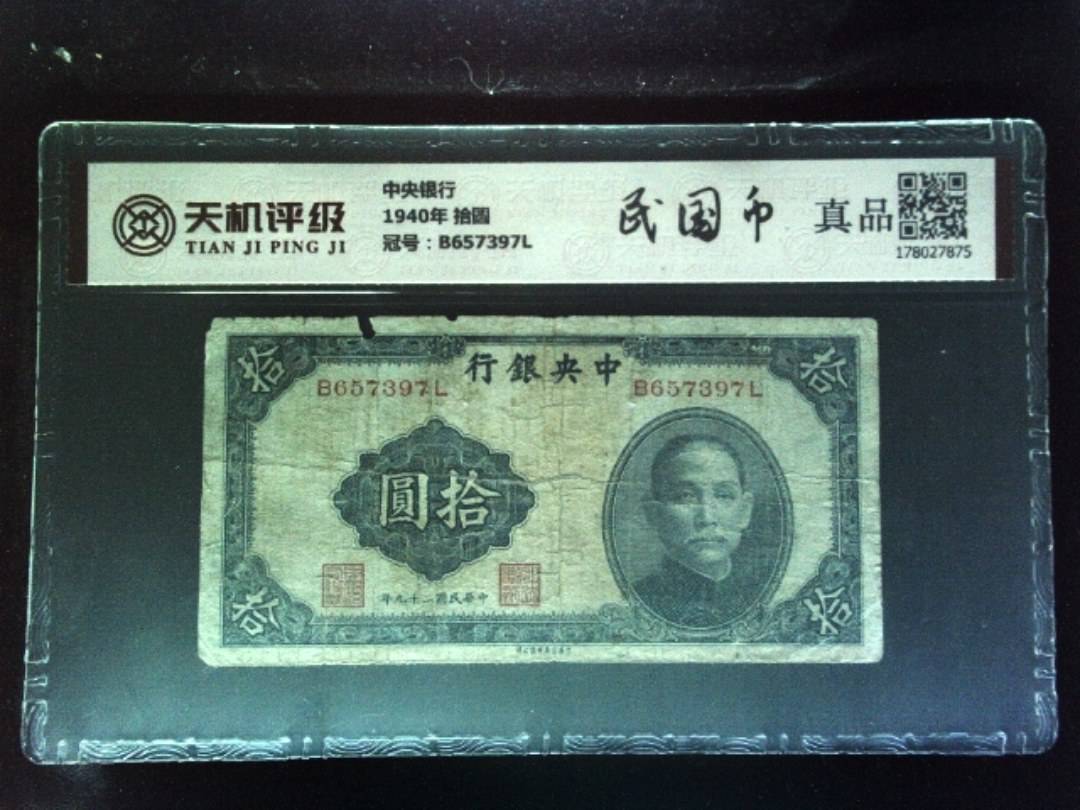 天机评级
TIAN JI PING JI
中央银行
1940年 拾圆
冠号：B657397L
民国币
真品
178027875
拾
行銀央中
拾
B657397L
B657397L
圓拾
年九十二國民華中
拾
拾